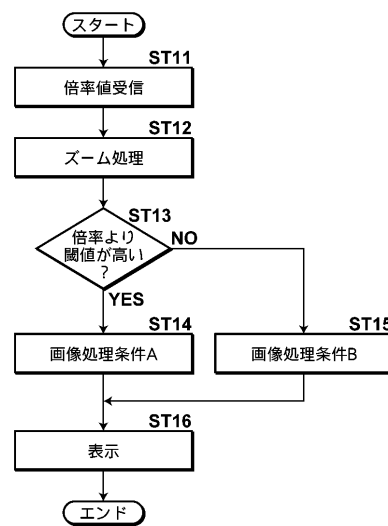 スタート
ST11
倍率値受信
ST12
ズーム処理
ST13
倍率より
閾値が高い
?
NO
YES
ST14
画像処理条件A
ST15
画像処理条件B
ST16
表示
エンド